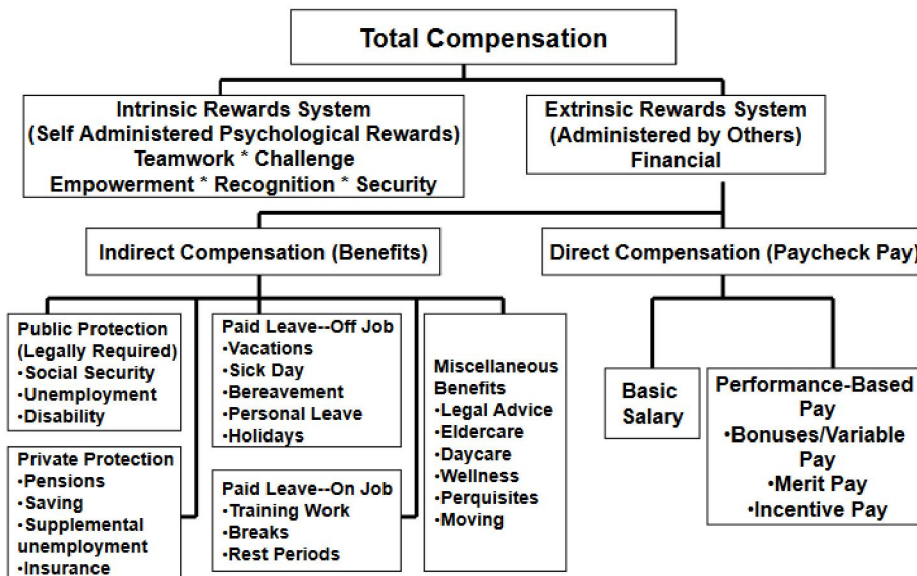 Total Compensation
Intrinsic Rewards System
(Self Administered Psychological Rewards)
Teamwork * Challenge
Empowerment * Recognition * Security
Extrinsic Rewards System
(Administered by Others)
Financial
Indirect Compensation (Benefits)
Direct Compensation (Paycheck Pay)
Public Protection
(Legally Required)
•Social Security
•Unemployment
•Disability
Private Protection
•Pensions
•Saving
•Supplemental
unemployment
•Insurance
Paid Leave--Off Job
•Vacations
•Sick Day
•Bereavement
•Personal Leave
•Holidays
Paid Leave--On Job
•Training Work
•Breaks
•Rest Periods
Miscellaneous
Benefits
•Legal Advice
•Eldercare
•Daycare
•Wellness
•Perquisites
•Moving
Basic
Salary
Performance-Based
Pay
•Bonuses/Variable
Pay
•Merit Pay
•Incentive Pay